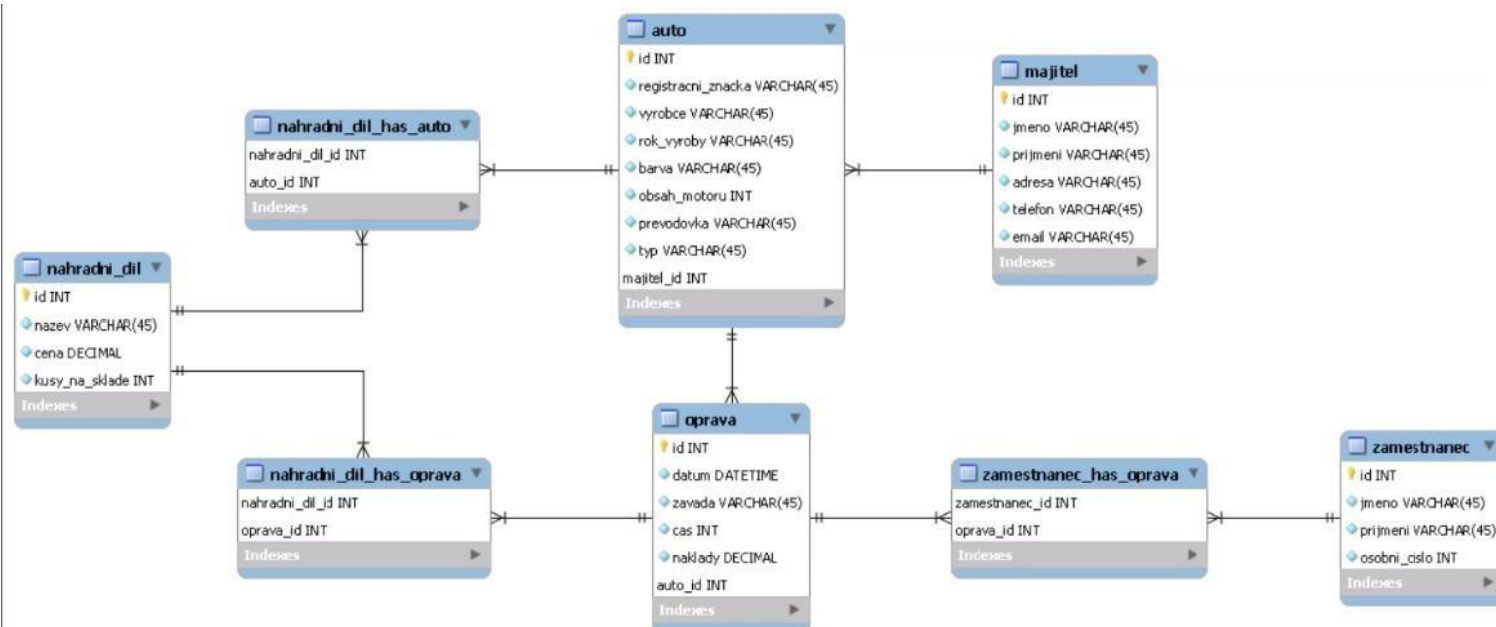 auto
id INT
registracni_znacka VARCHAR(45)
vyrobce VARCHAR(45)
rok_vyroby VARCHAR(45)
barva VARCHAR(45)
obsah_motoru INT
prevodovka VARCHAR(45)
typ VARCHAR(45)
majitel_id INT
Indexes
majitel
id INT
jmeno VARCHAR(45)
prijmeni VARCHAR(45)
adresa VARCHAR(45)
telefon VARCHAR(45)
email VARCHAR(45)
Indexes
nahradni_dil_has_auto
nahradni_dil_id INT
auto_id INT
Indexes
nahradni_dil
id INT
nazev VARCHAR(45)
cena DECIMAL
kusy_na_sklade INT
Indexes
nahradni_dil_has_oprava
nahradni_dil_id INT
oprava_id INT
Indexes
oprava
id INT
datum DATETIME
zavada VARCHAR(45)
cas INT
naklady DECIMAL
auto_id INT
Indexes
zamestnanec_has_oprava
zamestnanec_id INT
oprava_id INT
Indexes
zamestnanec
id INT
jmeno VARCHAR(45)
prijmeni VARCHAR(45)
osobni_cislo INT
Indexes